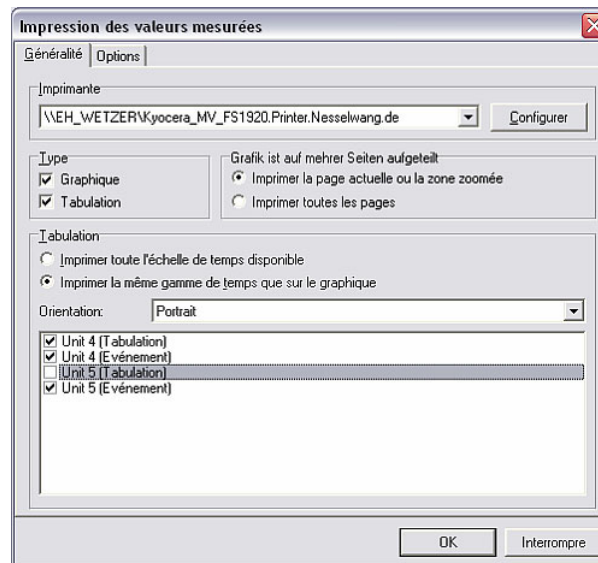 Impression des valeurs mesurées
Généralité
Options
Imprimante
\\EH_WETZER\Kyocera_MV_FS1920.Printer.Nesselwang.de
Configurer
Type
Graphique
Tabulation
Grafik ist auf mehrer Seiten aufgeteilt
Imprimer la page actuelle ou la zone zoomée
Imprimer toutes les pages
Tabulation
Imprimer toute l'échelle de temps disponible
Imprimer la même gamme de temps que sur le graphique
Orientation: Portrait
Unit 4 (Tabulation)
Unit 4 (Evénement)
Unit 5 (Tabulation)
Unit 5 (Evénement)
OK
Interrompre